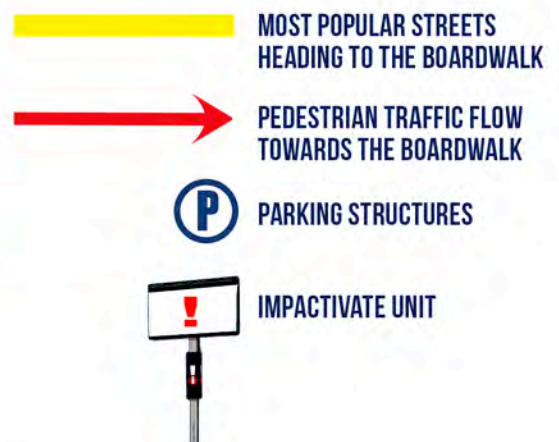 MOST POPULAR STREETS
HEADING TO THE BOARDWALK
PEDESTRIAN TRAFFIC FLOW
TOWARDS THE BOARDWALK
P PARKING STRUCTURES
! IMPACTIVATE UNIT
!